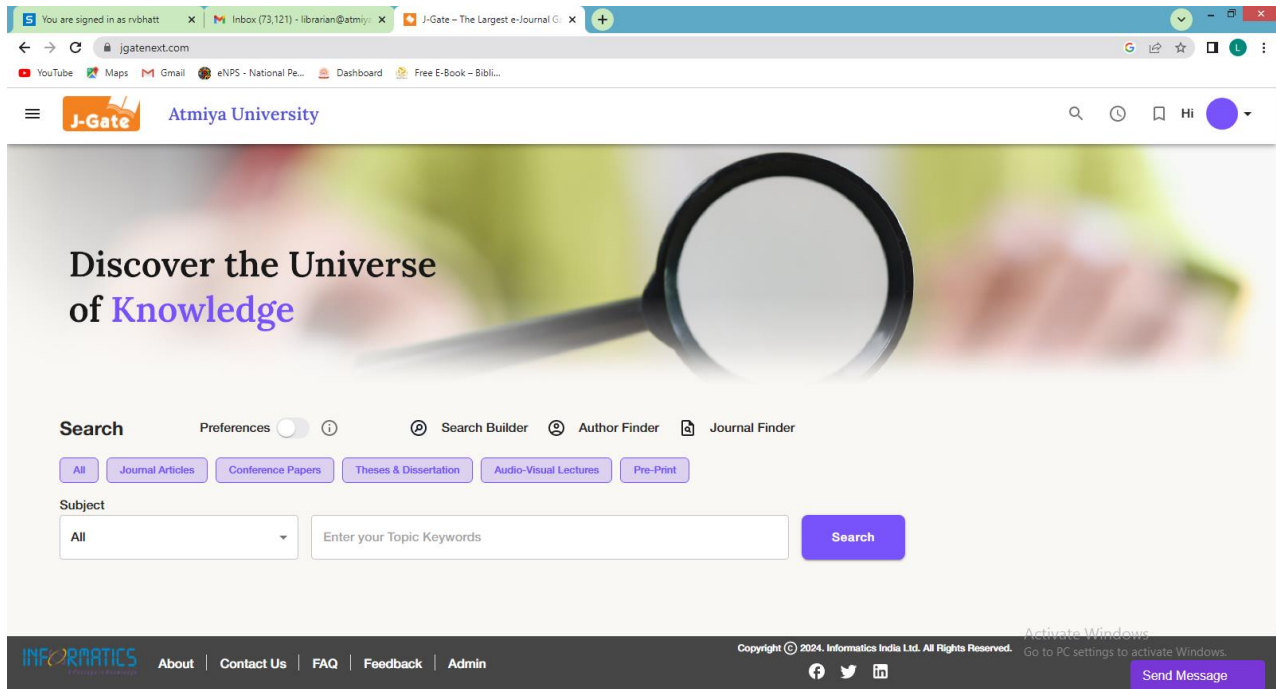 S You are signed in as rvbhatt x
M Inbox (73,121) - librarian@atmiy x
J-Gate – The Largest e-Journal G x
jgatenext.com
G
L
YouTube Maps Gmail eNPS - National Pe... Dashboard Free E-Book – Bibli...
J-Gate Atmiya University
Hi
Discover the Universe
of Knowledge
Search Preferences Search Builder Author Finder Journal Finder
All Journal Articles Conference Papers Theses & Dissertation Audio-Visual Lectures Pre-Print
Subject
All Enter your Topic Keywords Search
Activate Windows
Go to PC settings to activate Windows.
INFORMATICS
About | Contact Us | FAQ | Feedback | Admin
Copyright © 2024. Informatics India Ltd. All Rights Reserved.
Send Message